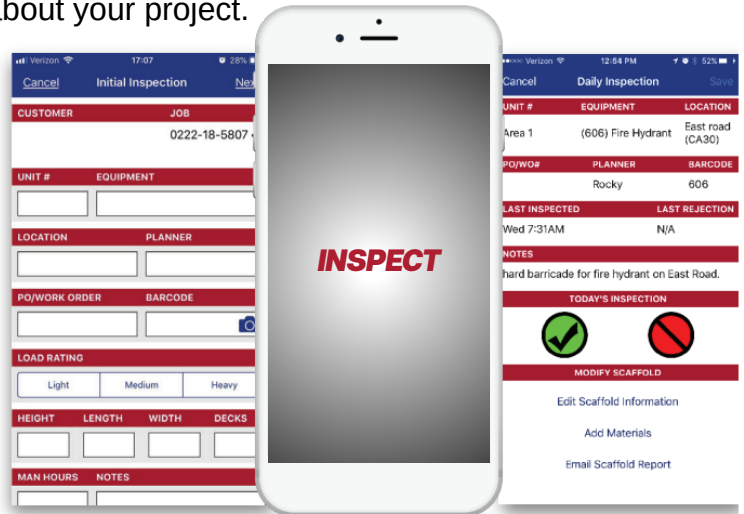 about your project.
Verizon 17:07 28%
Cancel Initial Inspection
CUSTOMER JOB
0222-18-5807
UNIT # EQUIPMENT
LOCATION PLANNER
PO/WORK ORDER BARCODE
LOAD RATING
Light Medium Heavy
HEIGHT LENGTH WIDTH DECKS
MAN HOURS NOTES
INSPECT
Verizon 12:54 PM 52%
Cancel Daily Inspection Save
UNIT # EQUIPMENT LOCATION
Area 1 (606) Fire Hydrant East road
(CA30)
PO/WO# PLANNER BARCODE
Rocky 606
LAST INSPECTED LAST REJECTION
Wed 7:31AM N/A
NOTES
hard barricade for fire hydrant on East Road.
TODAY'S INSPECTION
MODIFY SCAFFOLD
Edit Scaffold Information
Add Materials
Email Scaffold Report